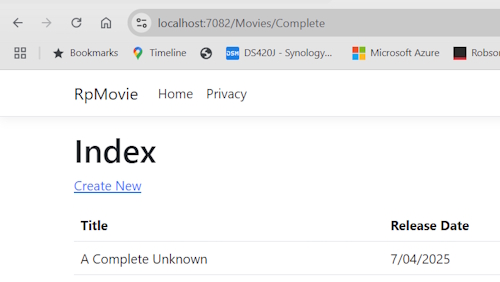 localhost:7082/Movies/Complete
Bookmarks Timeline DSM DS420J - Synology... Microsoft Azure Robso
RpMovie Home Privacy
Index
Create New
Title Release Date
A Complete Unknown 7/04/2025